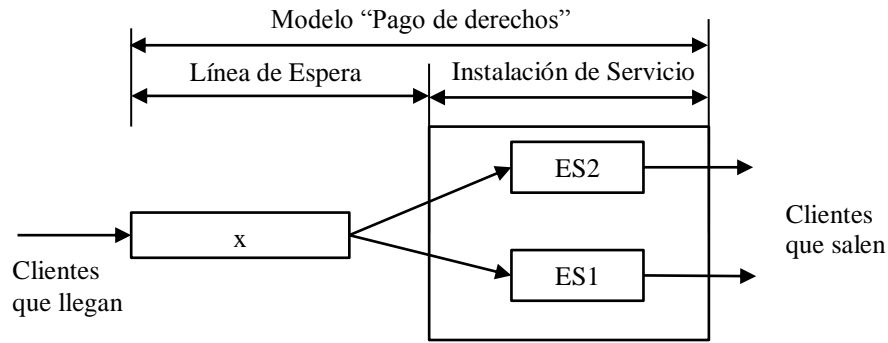 Modelo “Pago de derechos”
Línea de Espera
Instalación de Servicio
ES2
x
ES1
Clientes
que llegan
Clientes
que salen